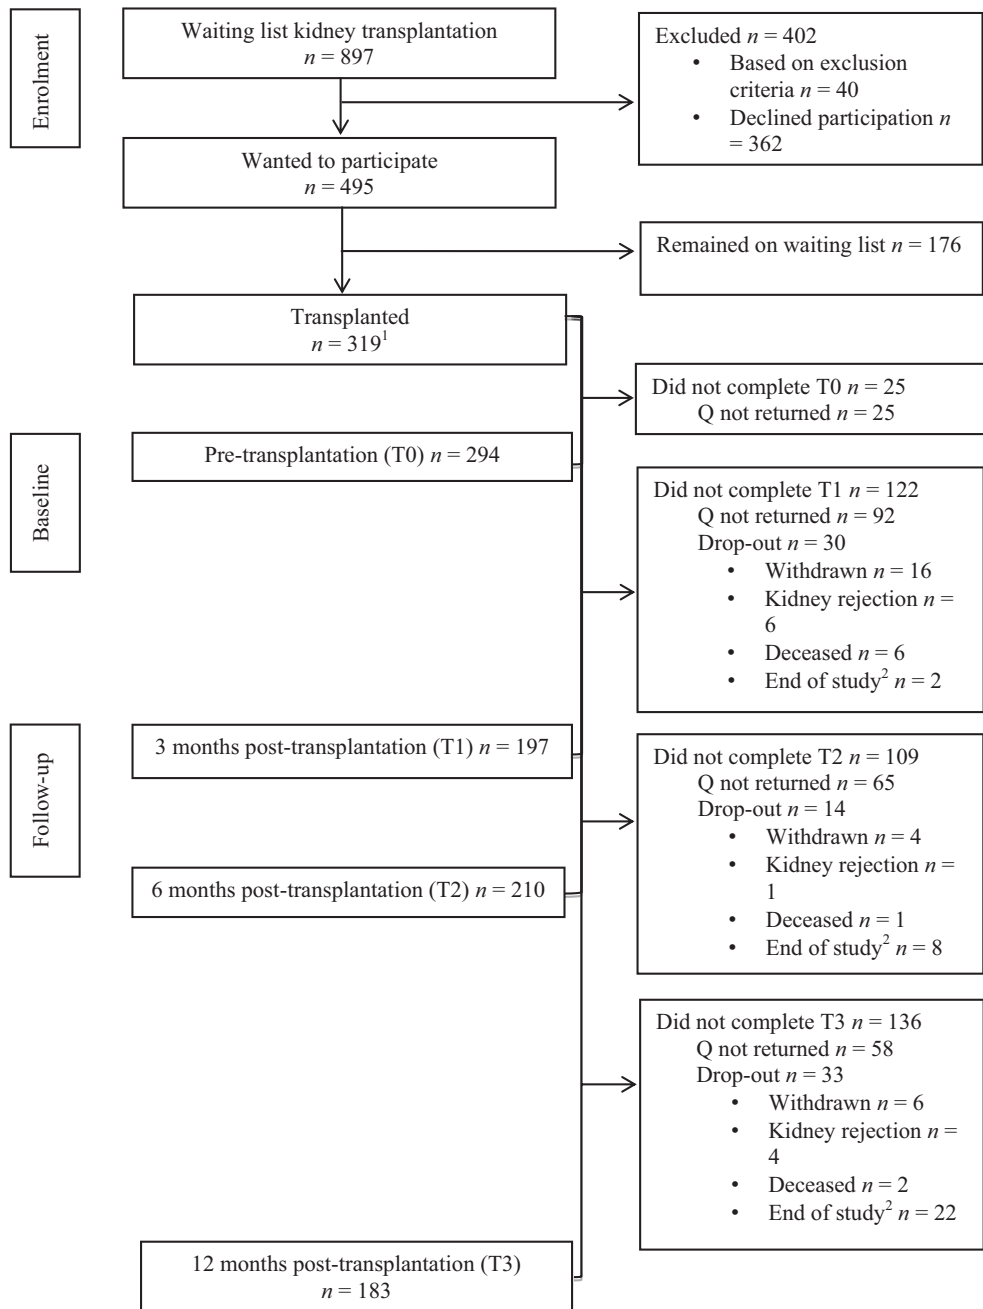 Enrolment
Waiting list kidney transplantation
n = 897
Excluded n = 402
• Based on exclusion
criteria n = 40
• Declined participation n
= 362
Wanted to participate
n = 495
Remained on waiting list n = 176
Transplanted
n = 319¹
Did not complete T0 n = 25
Q not returned n = 25
Baseline
Pre-transplantation (T0) n = 294
Did not complete T1 n = 122
Q not returned n = 92
Drop-out n = 30
• Withdrawn n = 16
• Kidney rejection n =
6
• Deceased n = 6
• End of study² n = 2
Follow-up
3 months post-transplantation (T1) n = 197
Did not complete T2 n = 109
Q not returned n = 65
Drop-out n = 14
• Withdrawn n = 4
• Kidney rejection n =
1
• Deceased n = 1
• End of study² n = 8
6 months post-transplantation (T2) n = 210
Did not complete T3 n = 136
Q not returned n = 58
Drop-out n = 33
• Withdrawn n = 6
• Kidney rejection n =
4
• Deceased n = 2
• End of study² n = 22
12 months post-transplantation (T3)
n = 183